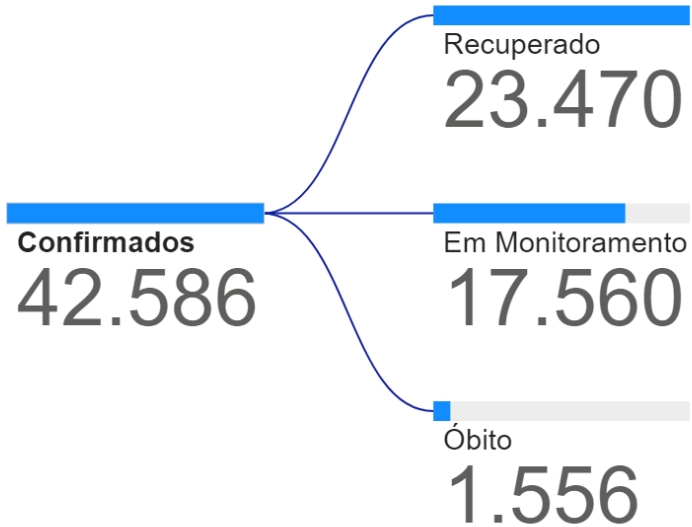 Recuperado
23.470
Confirmados
42.586
Em Monitoramento
17.560
Óbito
1.556